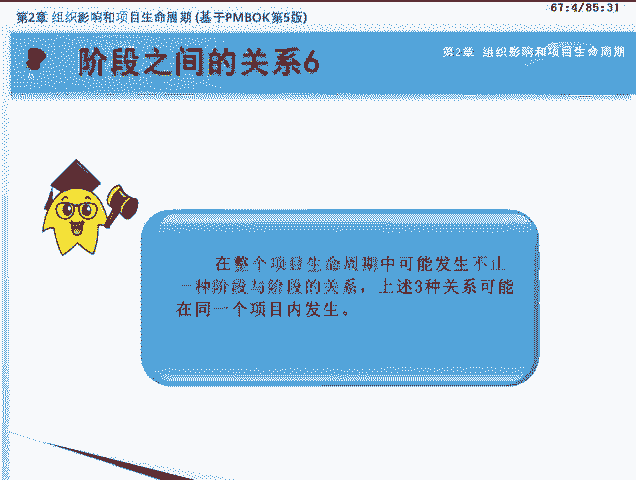 67:4/85:31
第2章 组织影响和项目生命周期 (基于PMBOK第5版)
阶段之间的关系6
第2章 组织影响和项目生命周期
在整个项目生命周期中可能发生不止
一种阶段与阶段的关系，上述3种关系可能
在同一个项目内发生。